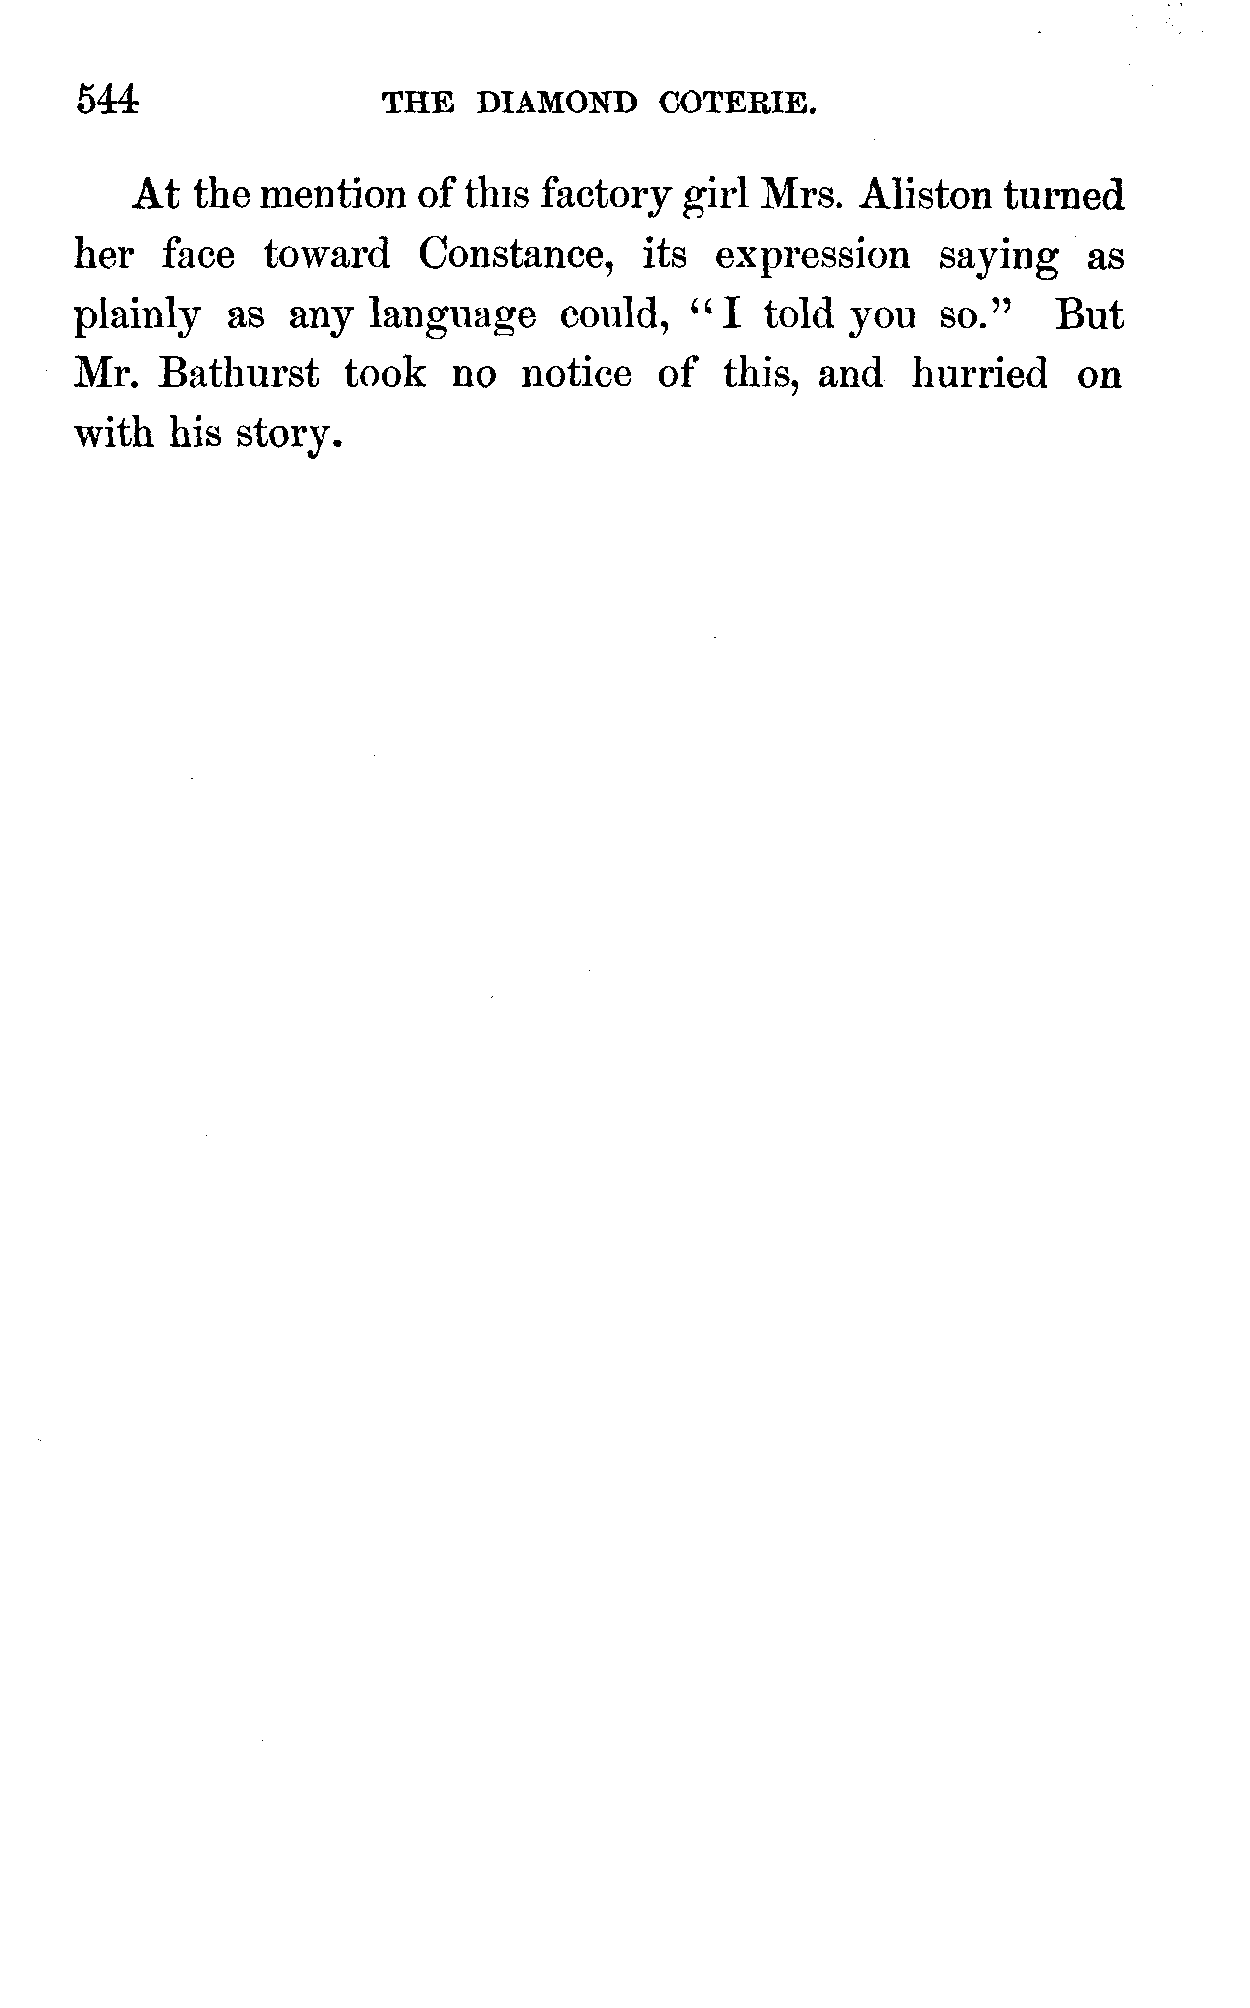 544 THE DIAMOND COTERIE.
At the mention of this factory girl Mrs. Aliston turned
her face toward Constance, its expression saying as
plainly as any language could, “I told you so.” But
Mr. Bathurst took no notice of this, and hurried on
with his story.